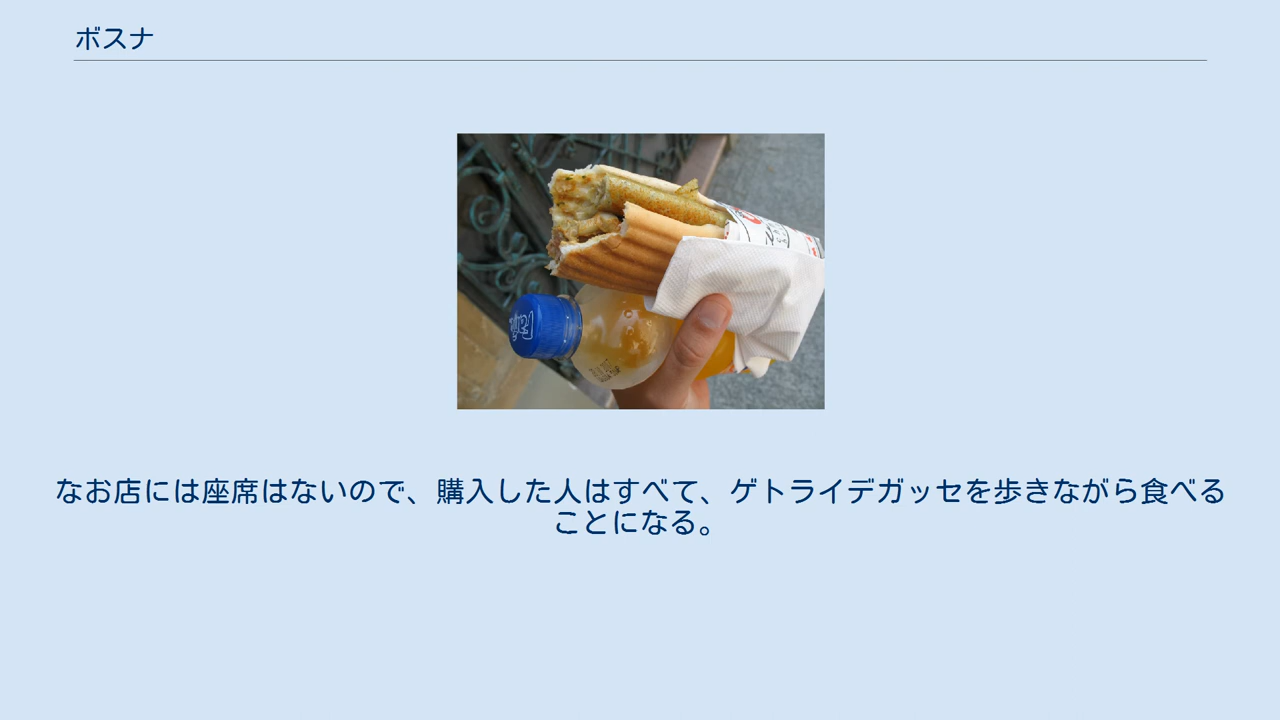 ボスナ
なお店には座席はないので、購入した人はすべて、ゲトライデガッセを歩きながら食べる
ことになる。